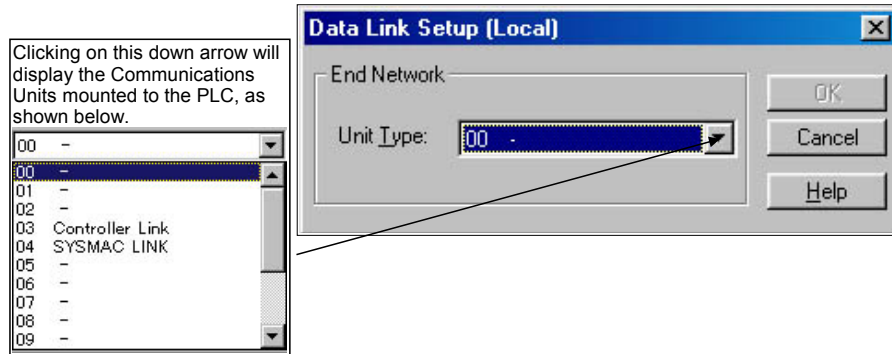 Clicking on this down arrow will
display the Communications
Units mounted to the PLC, as
shown below.
00 -
00 -
01 -
02 -
03 Controller Link
04 SYSMAC LINK
05 -
06 -
07 -
08 -
09 -
Data Link Setup (Local)
End Network
Unit Type: 00 -
OK
Cancel
Help